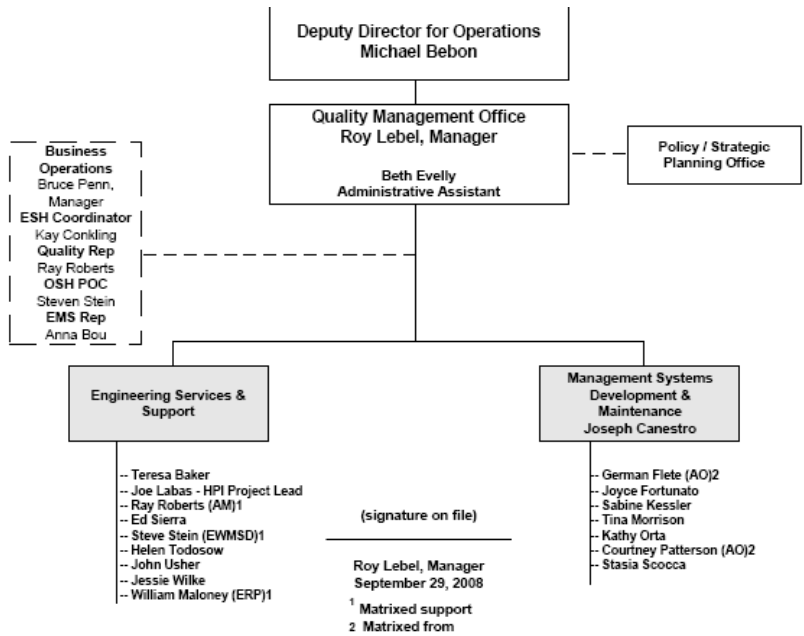 Deputy Director for Operations
Michael Bebon
Quality Management Office
Roy Lebel, Manager
Beth Evelly
Administrative Assistant
Policy / Strategic
Planning Office
Business
Operations
Bruce Penn,
Manager
ESH Coordinator
Kay Conkling
Quality Rep
Ray Roberts
OSH POC
Steven Stein
EMS Rep
Anna Bou
Engineering Services &
Support
-- Teresa Baker
-- Joe Labas - HPI Project Lead
-- Ray Roberts (AM)1
-- Ed Sierra
-- Steve Stein (EWMSD)1
-- Helen Todosow
-- John Usher
-- Jessie Wilke
-- William Maloney (ERP)1
Management Systems
Development &
Maintenance
Joseph Canestro
-- German Flete (AO)2
-- Joyce Fortunato
-- Sabine Kessler
-- Tina Morrison
-- Kathy Orta
-- Courtney Patterson (AO)2
-- Stasia Scocca
(signature on file)
Roy Lebel, Manager
September 29, 2008
1 Matrixed support
2 Matrixed from